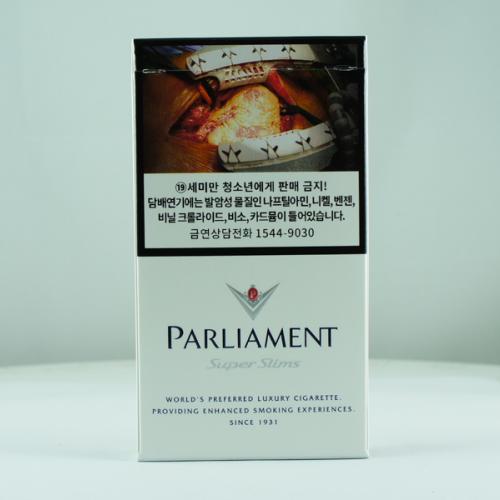 ⑲세미만 청소년에게 판매 금지!
담배연기에는 발암성 물질인 나프틸아민, 니켈, 벤젠,
비닐 크롤라이드, 비소, 카드뮴이 들어있습니다.
금연상담전화 1544-9030
P
PARLIAMENT
Super Slims
WORLD'S PREFERRED LUXURY CIGARETTE.
PROVIDING ENHANCED SMOKING EXPERIENCES.
SINCE 1931